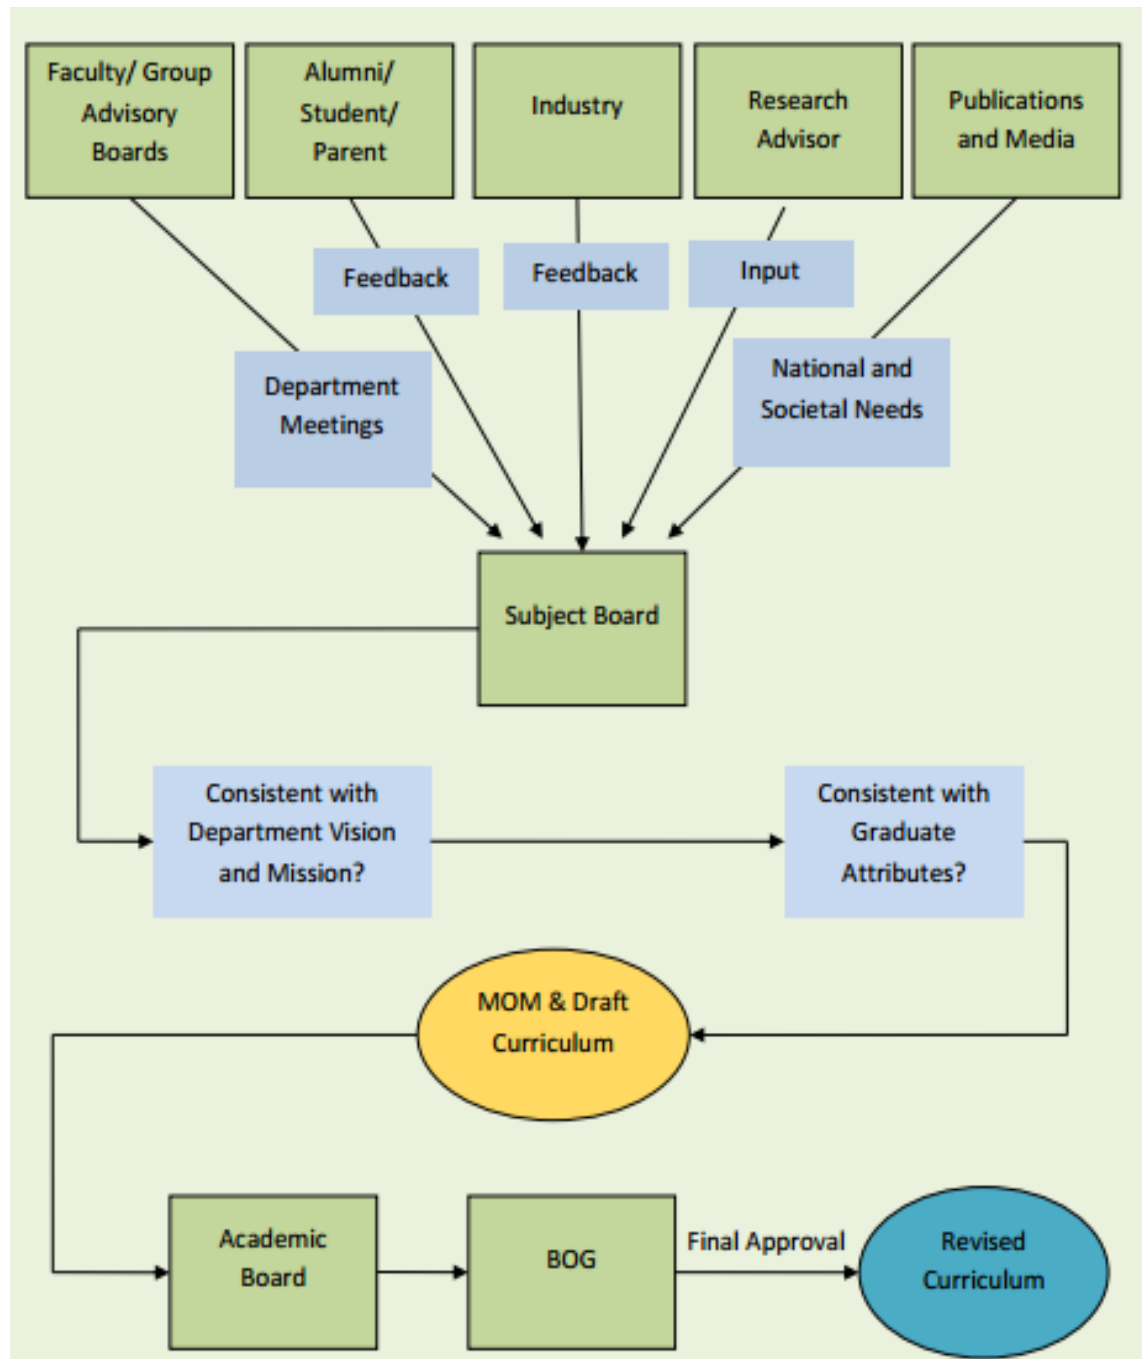 Faculty/ Group
Advisory
Boards
Alumni/
Student/
Parent
Industry
Research
Advisor
Publications
and Media
Feedback
Feedback
Input
Department
Meetings
National and
Societal Needs
Subject Board
Consistent with
Department Vision
and Mission?
Consistent with
Graduate
Attributes?
MOM & Draft
Curriculum
Academic
Board
BOG
Final Approval
Revised
Curriculum